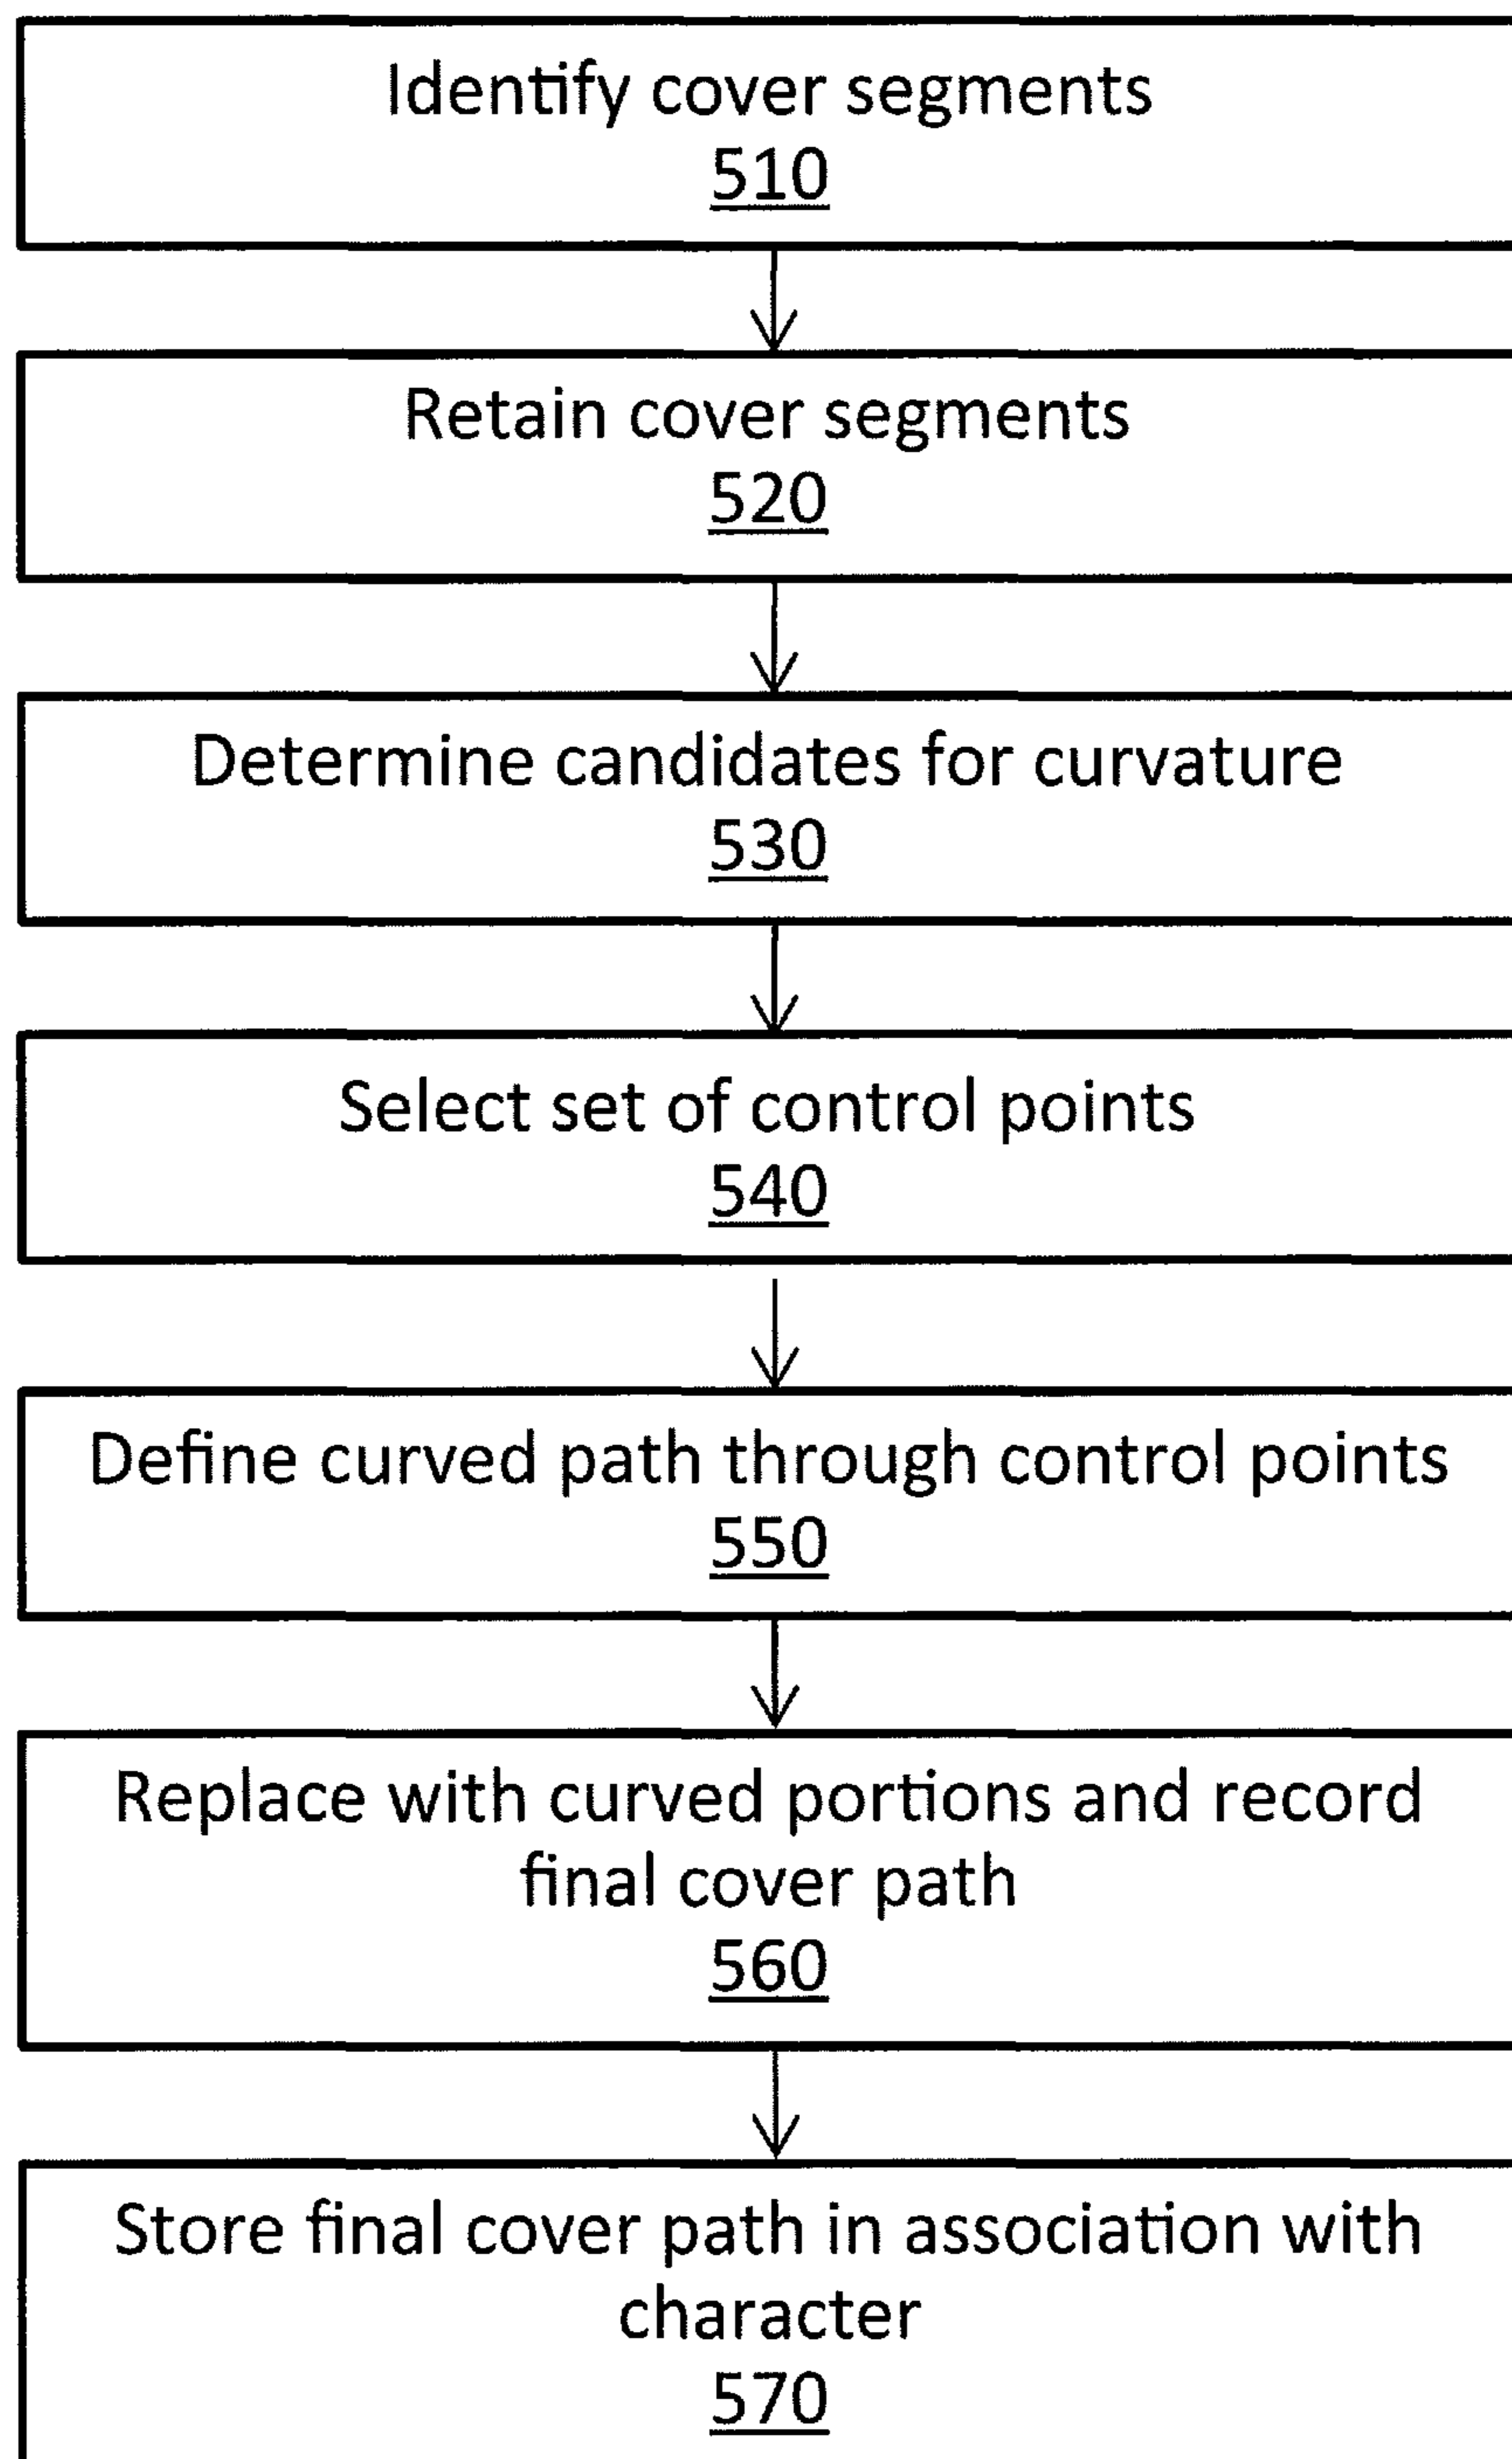 Identify cover segments
510
Retain cover segments
520
Determine candidates for curvature
530
Select set of control points
540
Define curved path through control points
550
Replace with curved portions and record
final cover path
560
Store final cover path in association with
character
570